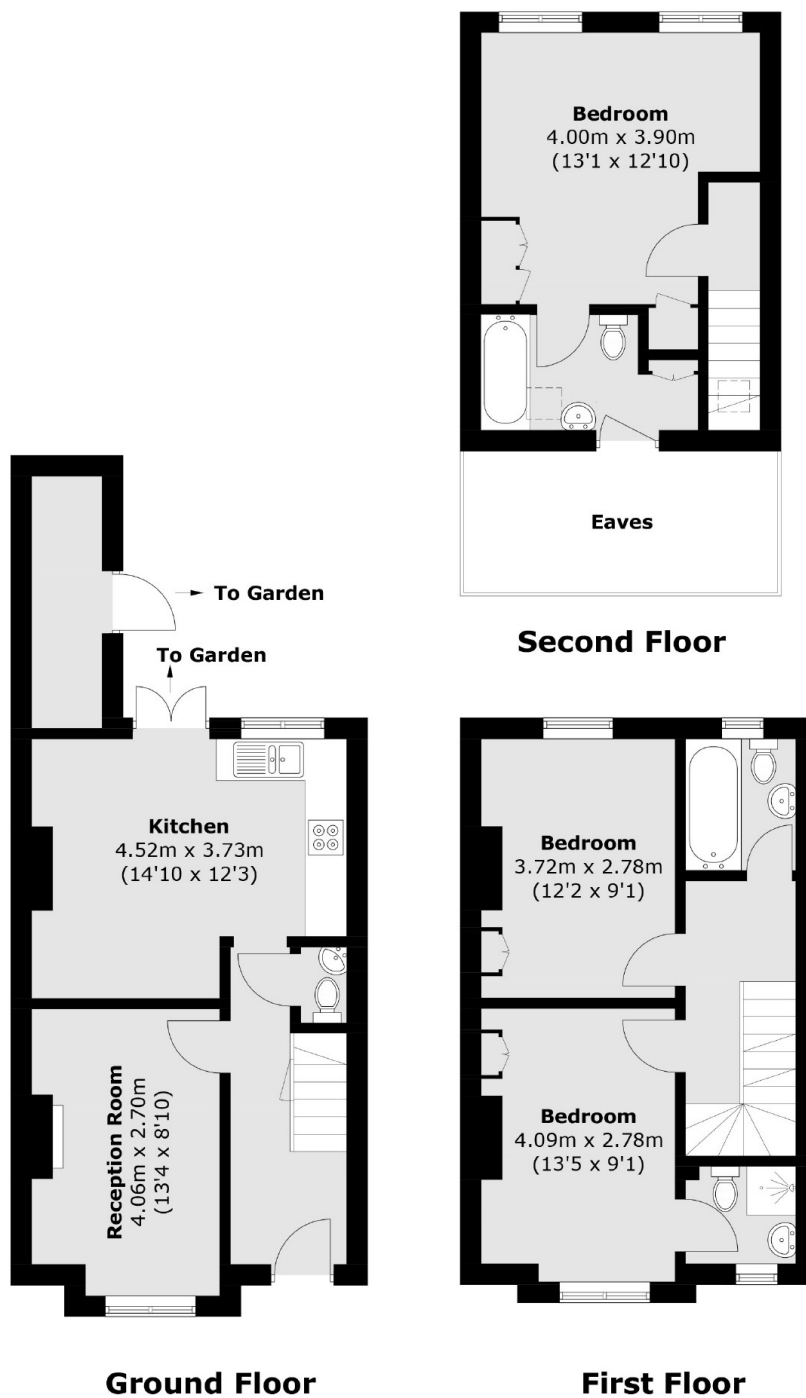 Bedroom
4.00m x 3.90m
(13'1 x 12'10)
Eaves
Second Floor
To Garden
To Garden
Kitchen
4.52m x 3.73m
(14'10 x 12'3)
Reception Room
4.06m x 2.70m
(13'4 x 8'10)
Ground Floor
Bedroom
3.72m x 2.78m
(12'2 x 9'1)
Bedroom
4.09m x 2.78m
(13'5 x 9'1)
First Floor